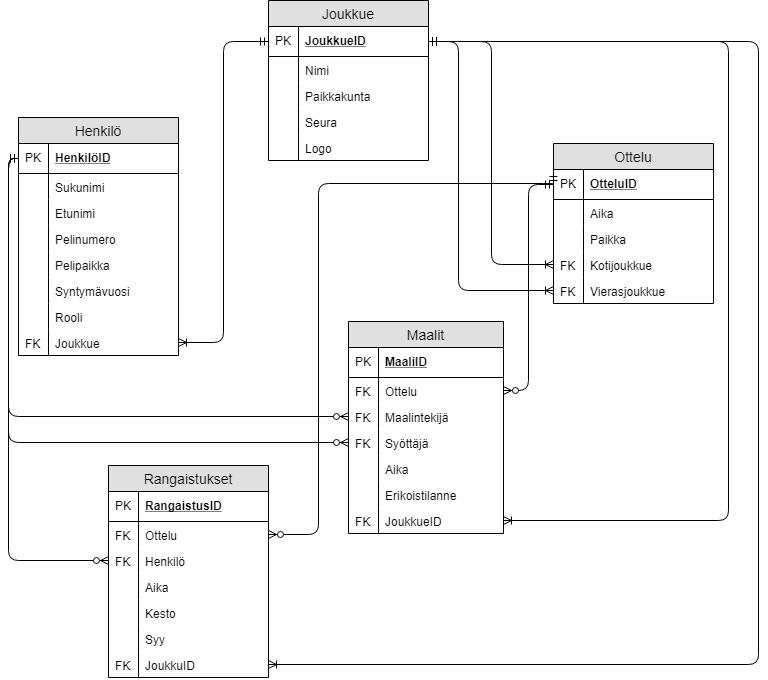 Joukkue
PK JoukkueID
Nimi
Paikkakunta
Seura
Logo
Henkilö
PK HenkilöID
Sukunimi
Etunimi
Pelinumero
Pelipaikka
Syntymävuosi
Rooli
FK Joukkue
Ottelu
PK OtteluID
Aika
Paikka
FK Kotijoukkue
FK Vierasjoukkue
Maalit
PK MaaliID
FK Ottelu
FK Maalintekijä
FK Syöttäjä
Aika
Erikoistilanne
FK JoukkueID
Rangaistukset
PK RangaistusID
FK Ottelu
FK Henkilö
Aika
Kesto
Syy
FK JoukkuID